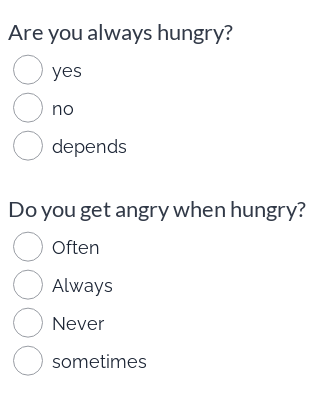 Are you always hungry?
yes
no
depends
Do you get angry when hungry?
Often
Always
Never
sometimes